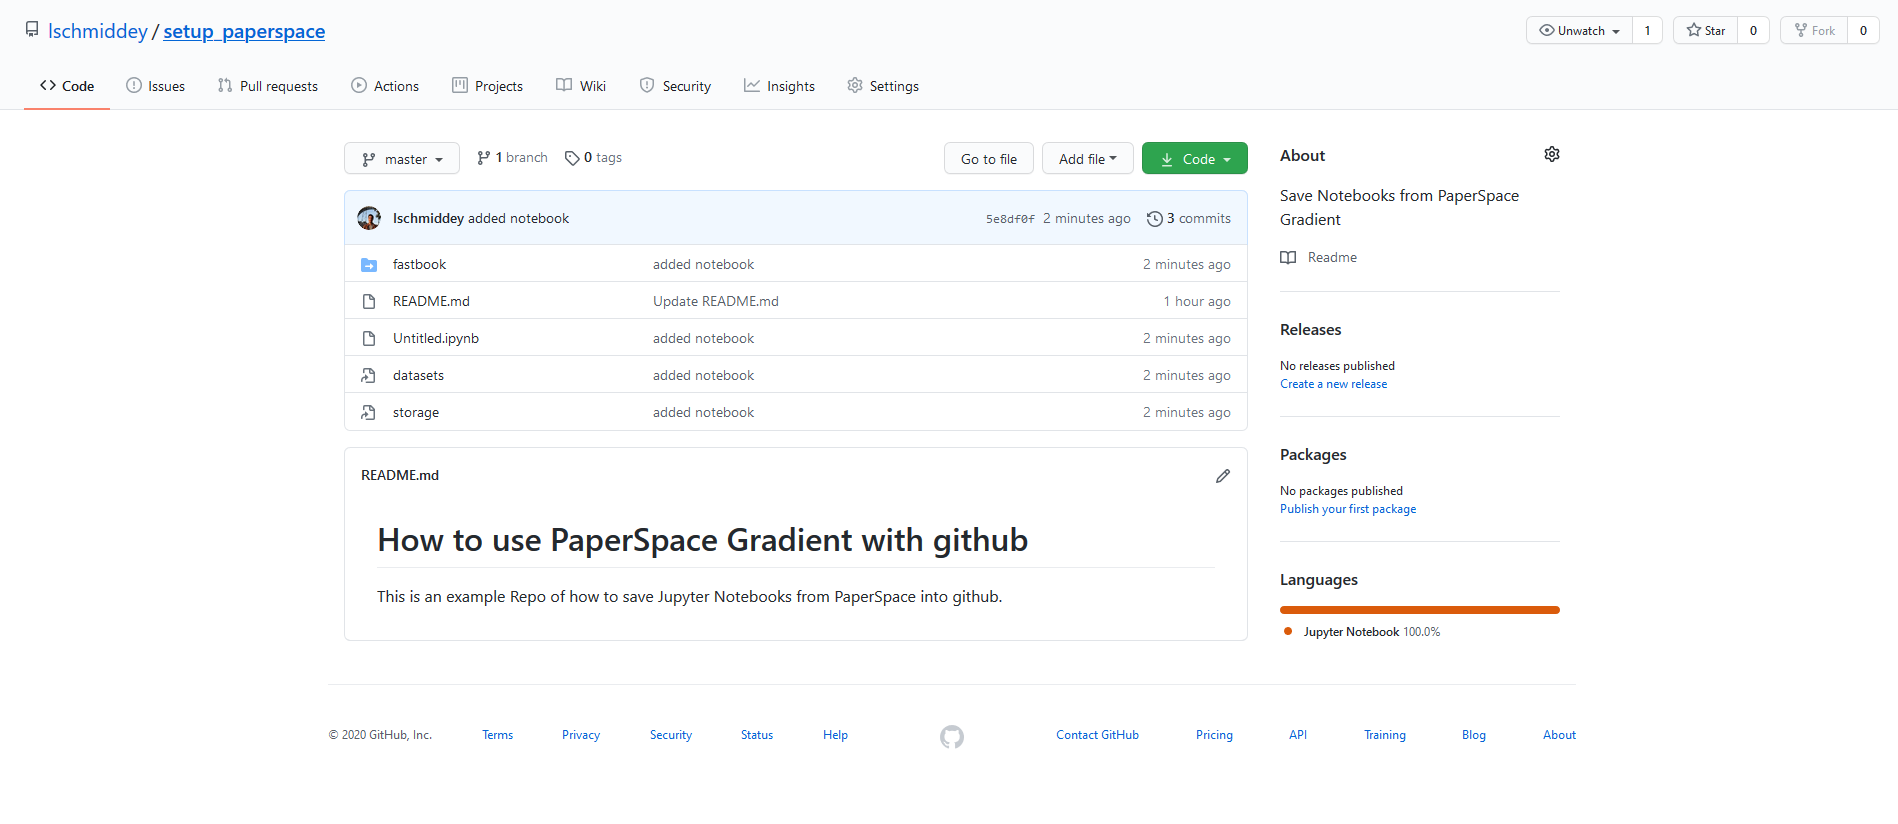 lschmiddey / setup_paperspace
Unwatch 1 Star 0 Fork 0
Code Issues Pull requests Actions Projects Wiki Security Insights Settings
master 1 branch 0 tags Go to file Add file Code
lschmiddey added notebook 5e8df0f 2 minutes ago 3 commits
fastbook added notebook 2 minutes ago
README.md Update README.md 1 hour ago
Untitled.ipynb added notebook 2 minutes ago
datasets added notebook 2 minutes ago
storage added notebook 2 minutes ago
README.md
How to use PaperSpace Gradient with github
This is an example Repo of how to save Jupyter Notebooks from PaperSpace into github.
About
Save Notebooks from PaperSpace
Gradient
Readme
Releases
No releases published
Create a new release
Packages
No packages published
Publish your first package
Languages
Jupyter Notebook 100.0%
© 2020 GitHub, Inc. Terms Privacy Security Status Help Contact GitHub Pricing API Training Blog About